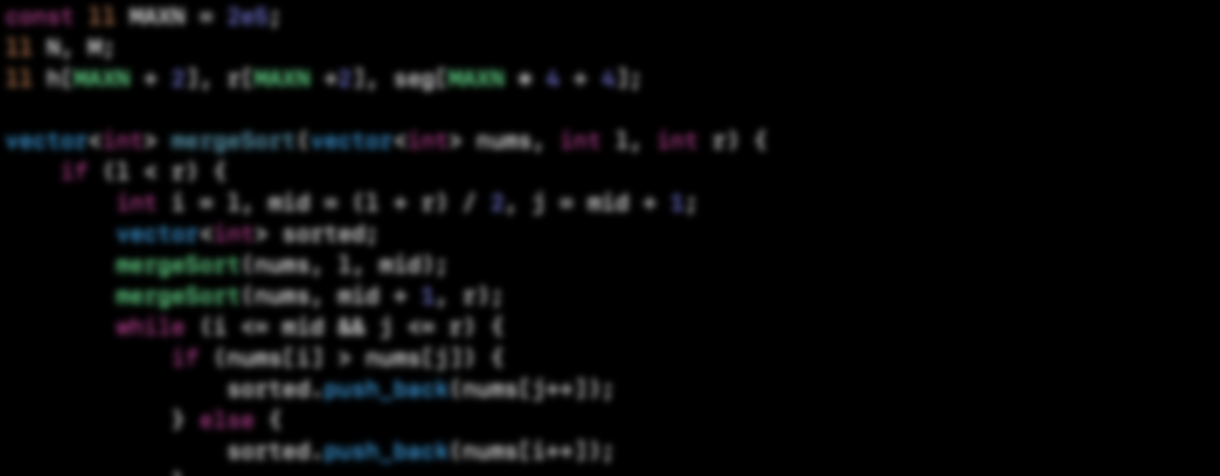 const ll MAXN = 2e5;
ll N, M;
ll h[MAXN + 2], r[MAXN +2], seg[MAXN * 4 + 4];
vector<int> mergeSort(vector<int> nums, int l, int r) {
if (l < r) {
int i = l, mid = (l + r) / 2, j = mid + 1;
vector<int> sorted;
mergeSort(nums, l, mid);
mergeSort(nums, mid + 1, r);
while (i <= mid && j <= r) {
if (nums[i] > nums[j]) {
sorted.push_back(nums[j++]);
} else {
sorted.push_back(nums[i++]);
}